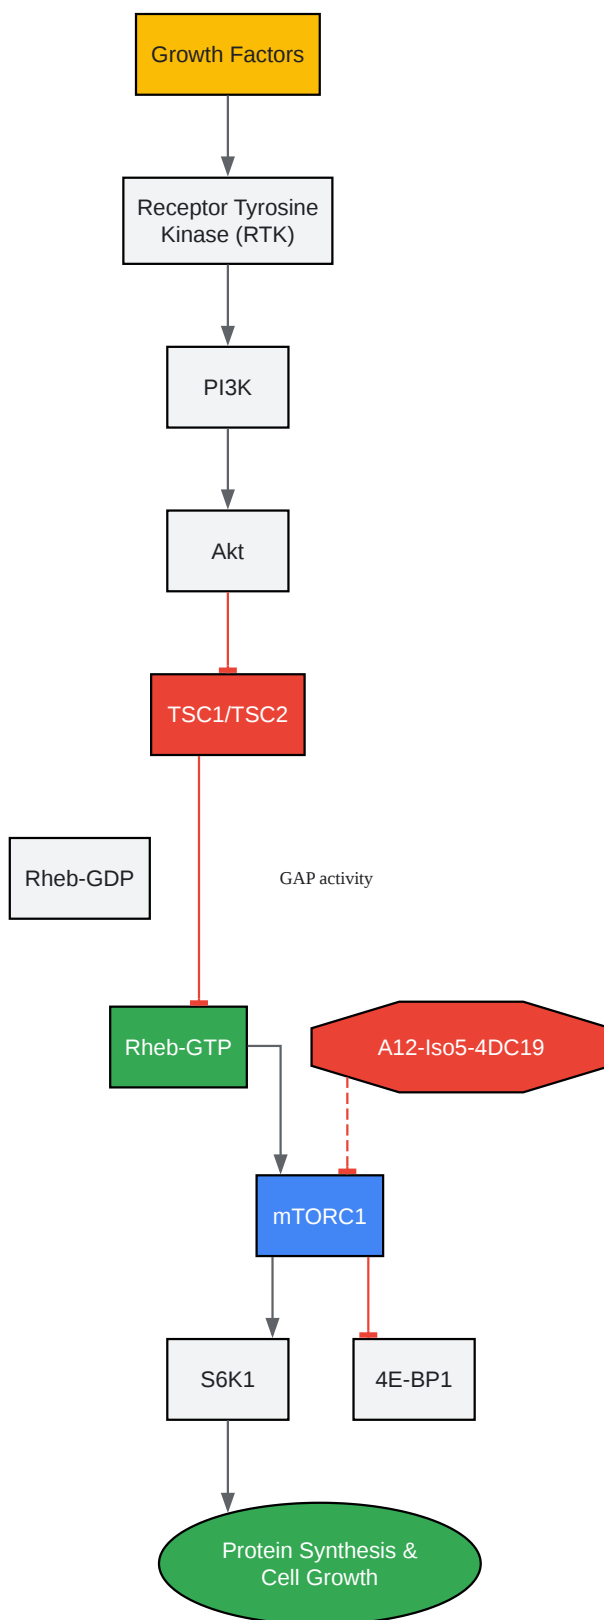 Growth Factors
Receptor Tyrosine
Kinase (RTK)
PI3K
Akt
TSC1/TSC2
Rheb-GDP
GAP activity
Rheb-GTP
A12-Iso5-4DC19
mTORC1
S6K1
4E-BP1
Protein Synthesis &
Cell Growth